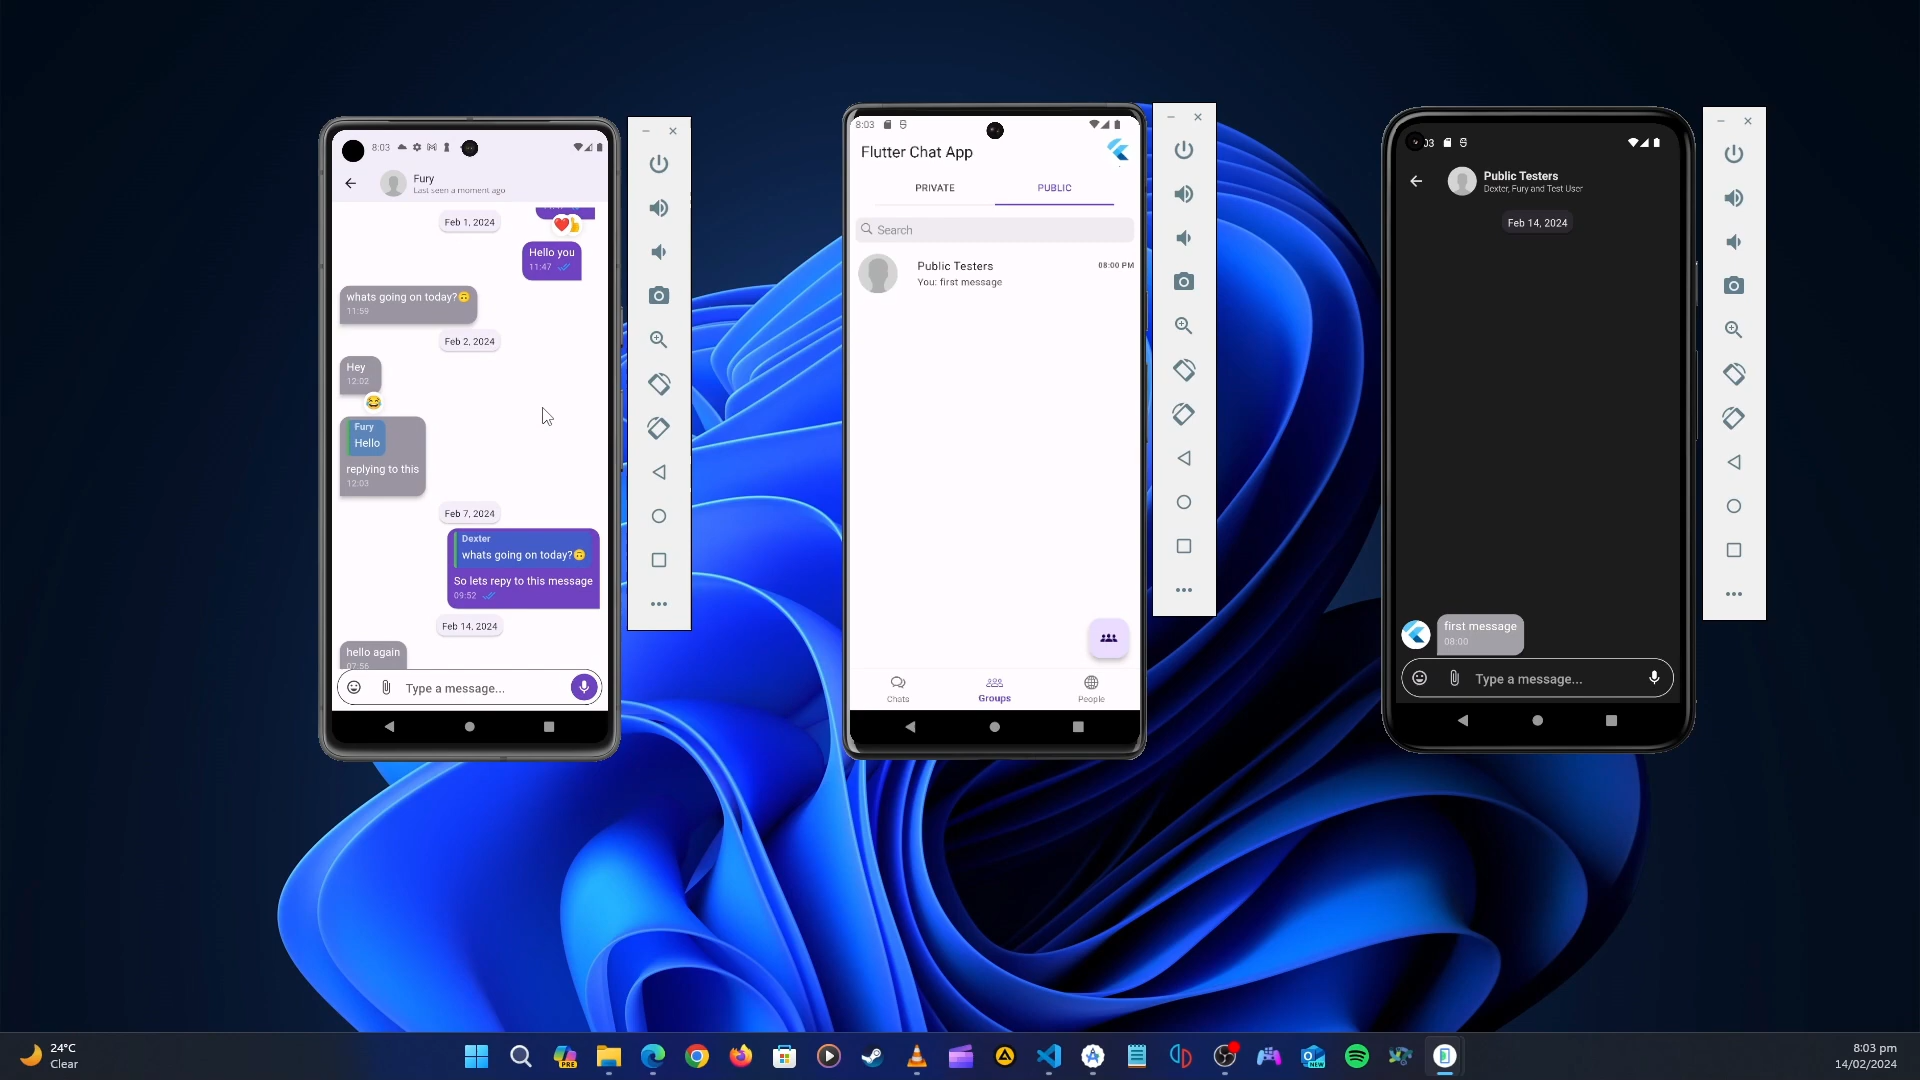 8:03
Fury
Last seen a moment ago
Feb 1, 2024
Hello you
11:47
whats going on today?🙃
11:59
Feb 2, 2024
Hey
12:02
Fury
Hello
replying to this
12:03
Feb 7, 2024
Dexter
whats going on today?🙃
So lets repy to this message
09:52
Feb 14, 2024
hello again
07:56
Type a message...
8:03
Flutter Chat App
PRIVATE
PUBLIC
Search
Public Testers
08:00 PM
You: first message
Chats
Groups
People
03
Public Testers
Dexter, Fury and Test User
Feb 14, 2024
first message
08:00
Type a message...
24°C
Clear
PRE
NEW
8:03 pm
14/02/2024